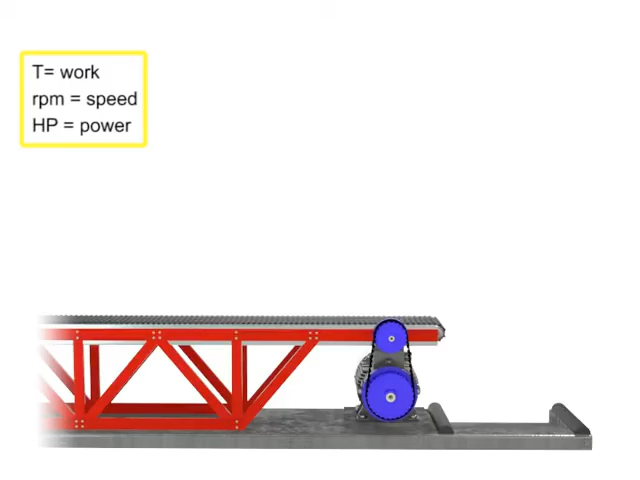 T= work
rpm = speed
HP = power